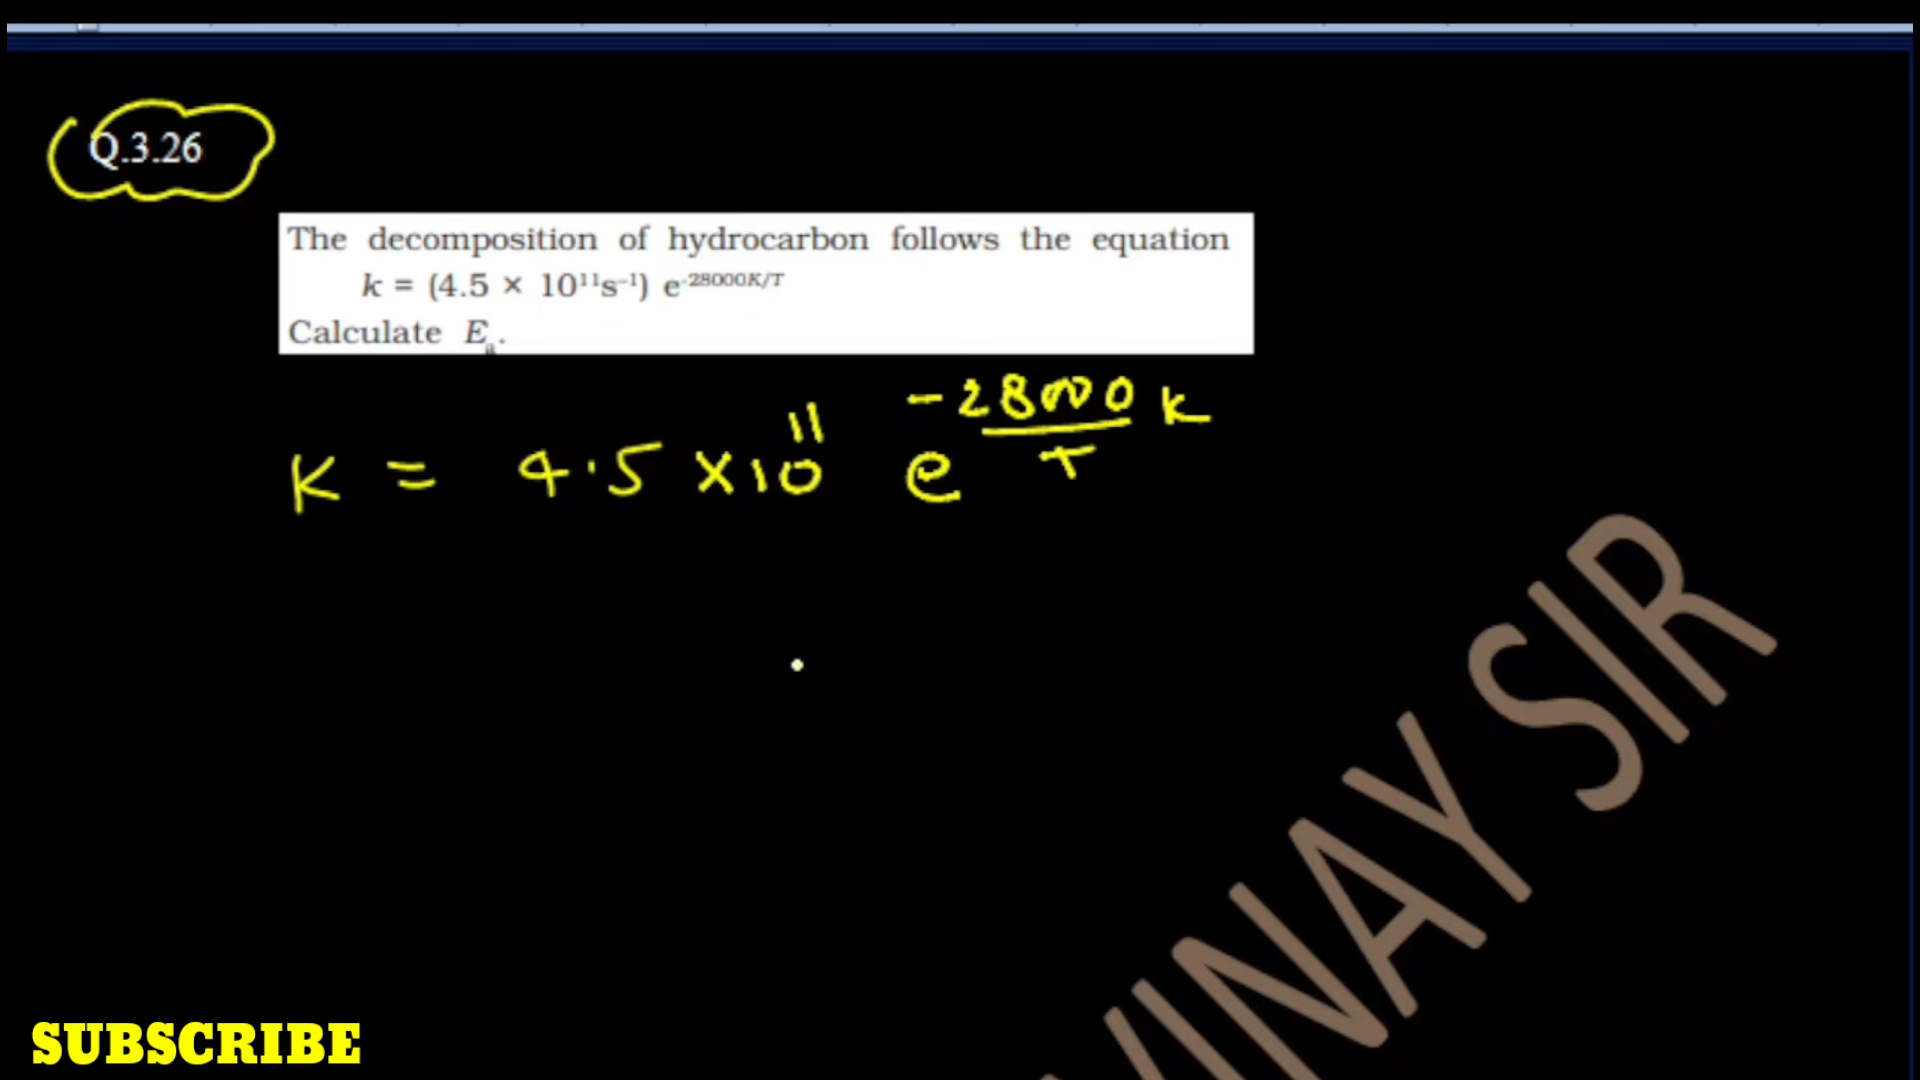 Q.3.26
The decomposition of hydrocarbon follows the equation
k = (4.5 × 10¹¹s⁻¹) e⁻²⁸⁰⁰⁰ᴷ/ᵀ
Calculate Eₐ.
K = 4.5 × 10¹¹ e^(-28000/T K)
VINAY SIR
SUBSCRIBE